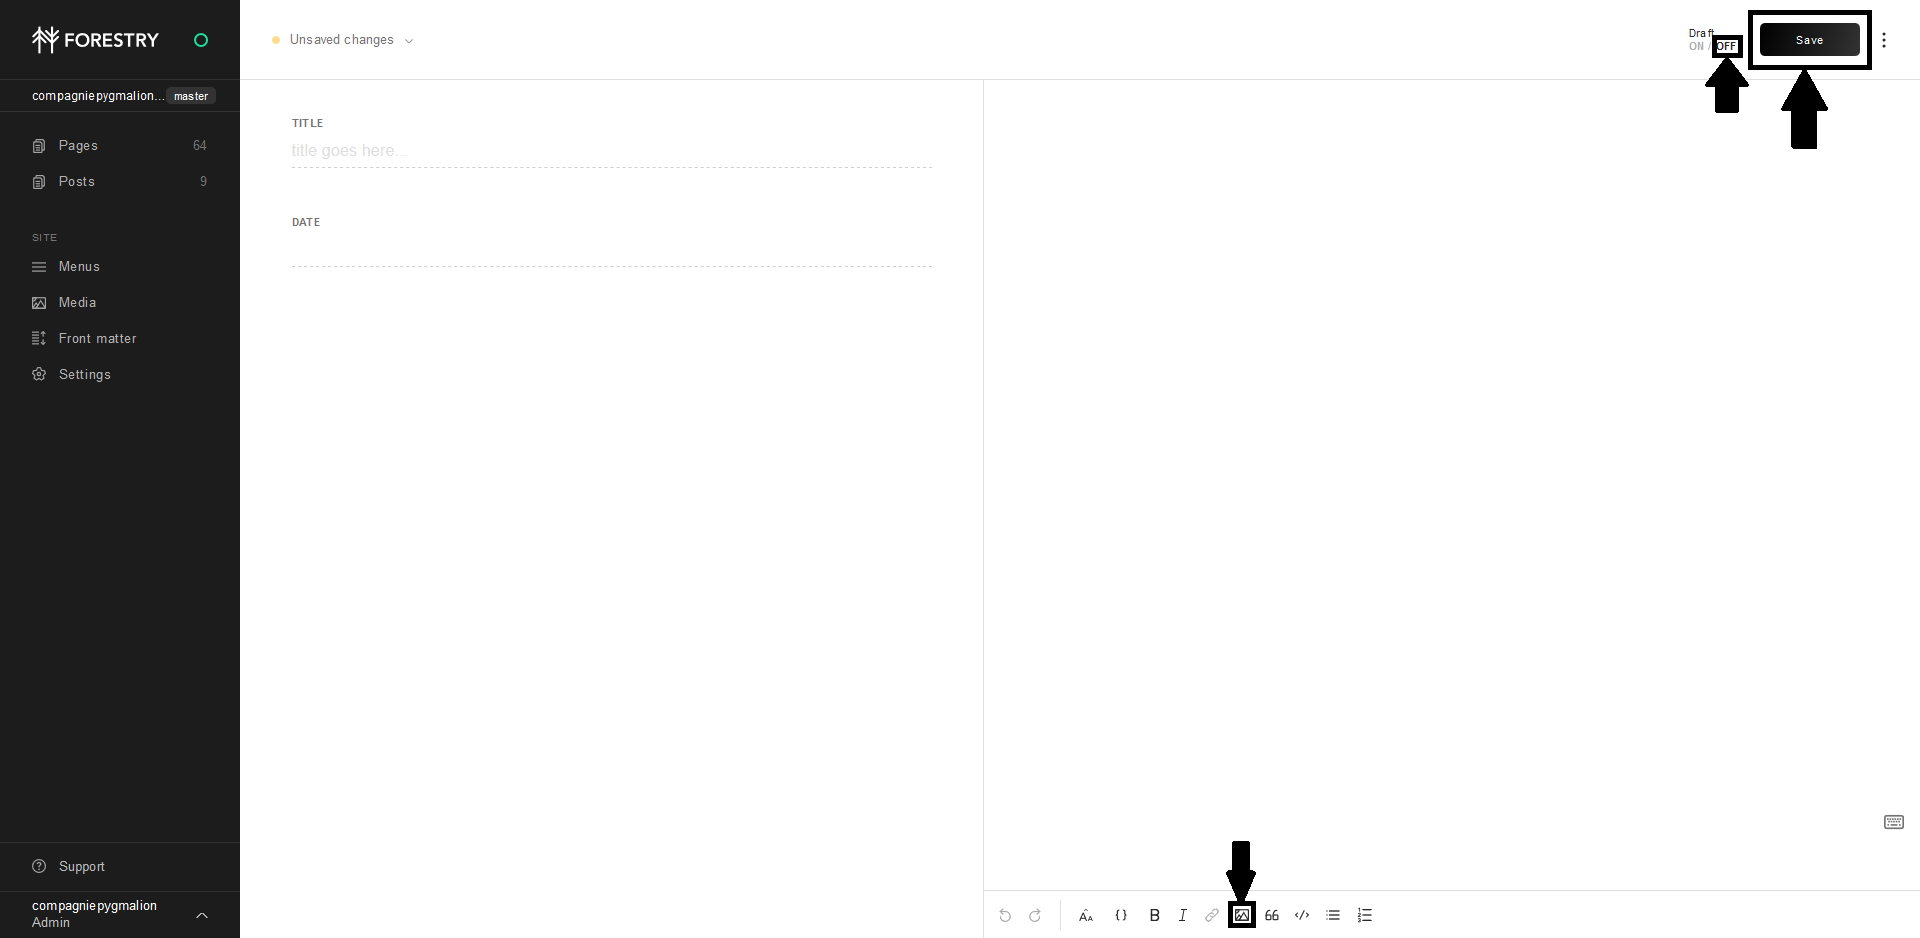 FORESTRY
compagniepygmalion... master
Pages 64
Posts 9
SITE
Menus
Media
Front matter
Settings
Support
compagniepygmalion
Admin
Unsaved changes
Draft
ON / OFF
Save
TITLE
title goes here...
DATE